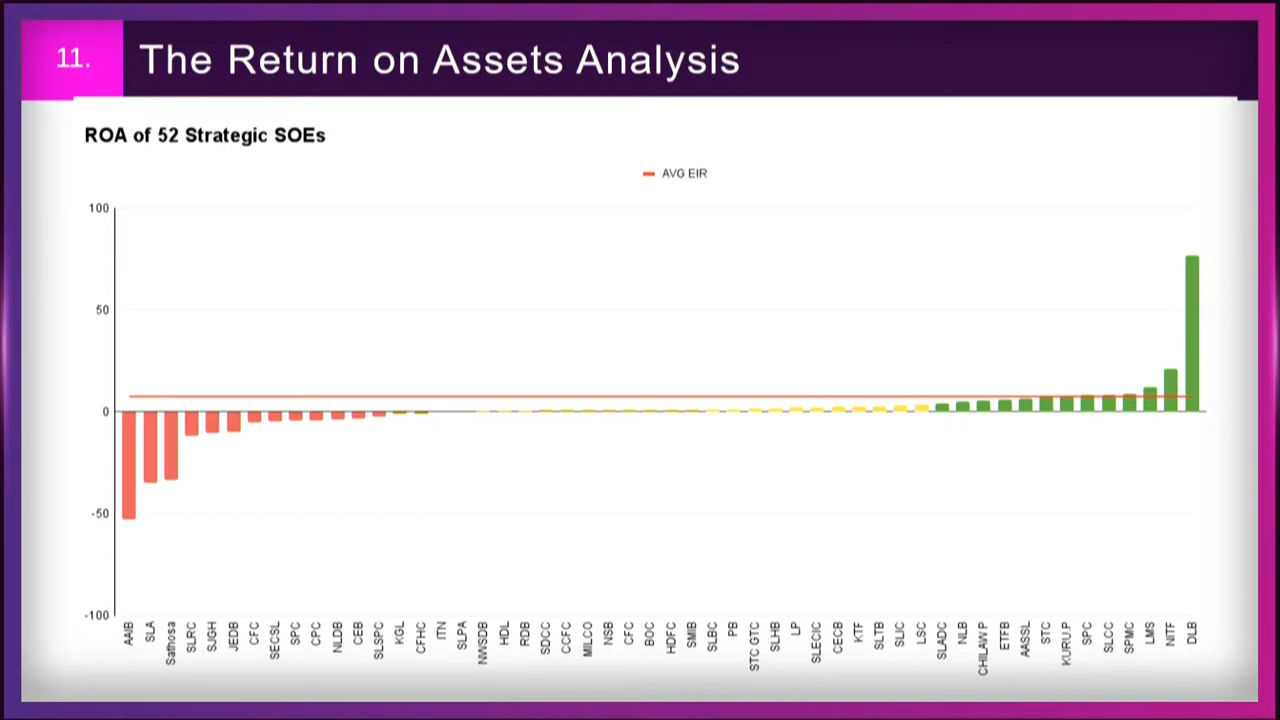 11.
The Return on Assets Analysis
ROA of 52 Strategic SOEs
AVG EIR
100
50
0
-50
-100
AAIB
SLA
Sathosa
SLRC
SJGH
JEDB
CFC
SECSL
SPC
CPC
NLDB
CEB
SLSPC
KGL
CFHC
ITN
SLPA
NWSDB
HDL
RDB
SDCC
CCFC
MILCO
NSB
CFC
BOC
HDFC
SMIB
SLBC
PB
STC GTC
SLHB
LP
SLECIC
CECB
KTF
SLTB
SLIC
LSC
SLADC
NLB
CHILAW P
ETFB
AASSL
STC
KURU.P
SPC
SLCC
SPMC
LMS
NITF
DLB